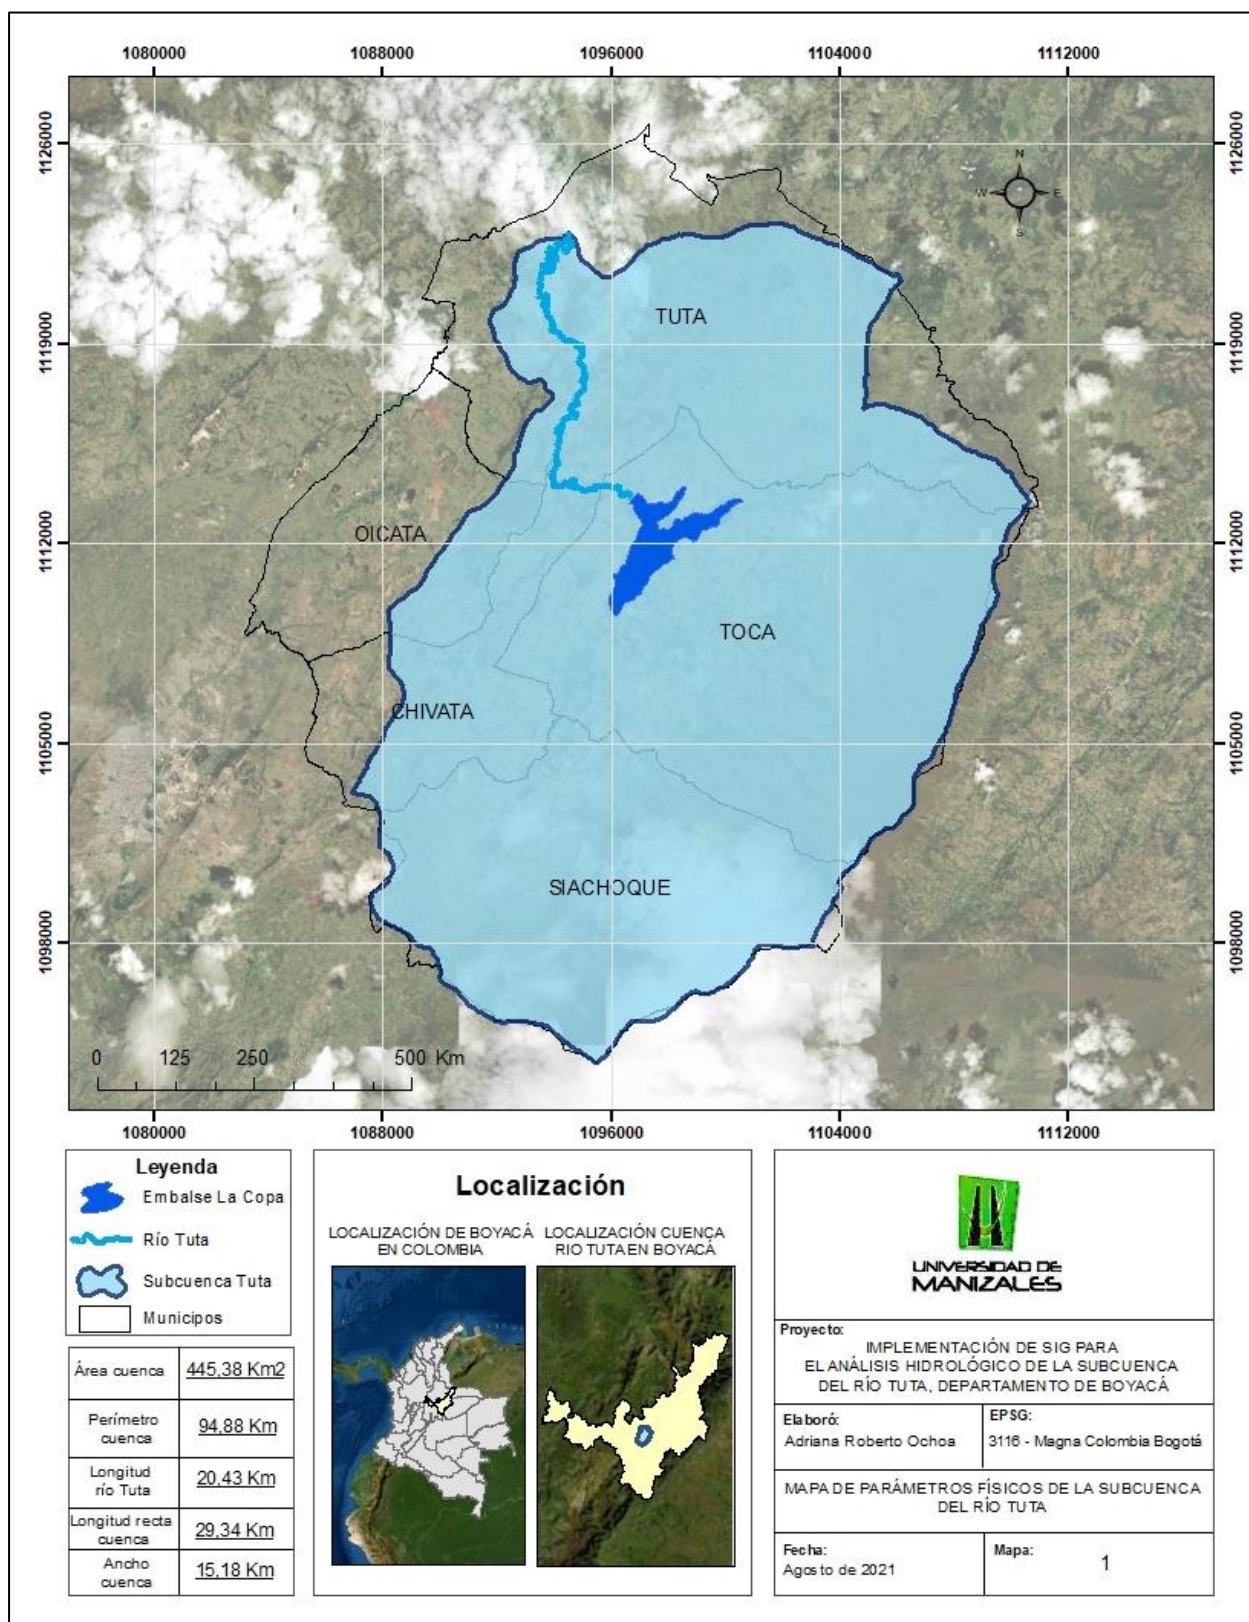 1080000 1088000 1096000 1104000 1112000
1126000 1126000
N
W E
S
TUTA
1119000 1119000
OICATA
1112000 1112000
TOCA
CHIVATA
1105000 1105000
SIACHOQUE
1098000 1098000
0 125 250 500 Km
1080000 1088000 1096000 1104000 1112000
Leyenda
Embalse La Copa
Río Tuta
Subcuenca Tuta
Municipos
Área cuenca 445,38 Km2
Perímetro
cuenca
94,88 Km
Longitud
río Tuta
20,43 Km
Longitud recta
cuenca
29,34 Km
Ancho
cuenca
15,18 Km
Localización
LOCALIZACIÓN DE BOYACÁ
EN COLOMBIA
LOCALIZACIÓN CUENCA
RIO TUTA EN BOYACÁ
UNIVERSIDAD DE
MANIZALES
Proyecto:
IMPLEMENTACIÓN DE SIG PARA
EL ANÁLISIS HIDROLÓGICO DE LA SUBCUENCA
DEL RÍO TUTA, DEPARTAMENTO DE BOYACÁ
Elaboró:
Adriana Roberto Ochoa
EPSG:
3116 - Magna Colombia Bogotá
MAPA DE PARÁMETROS FÍSICOS DE LA SUBCUENCA
DEL RÍO TUTA
Fecha:
Agosto de 2021
Mapa:
1